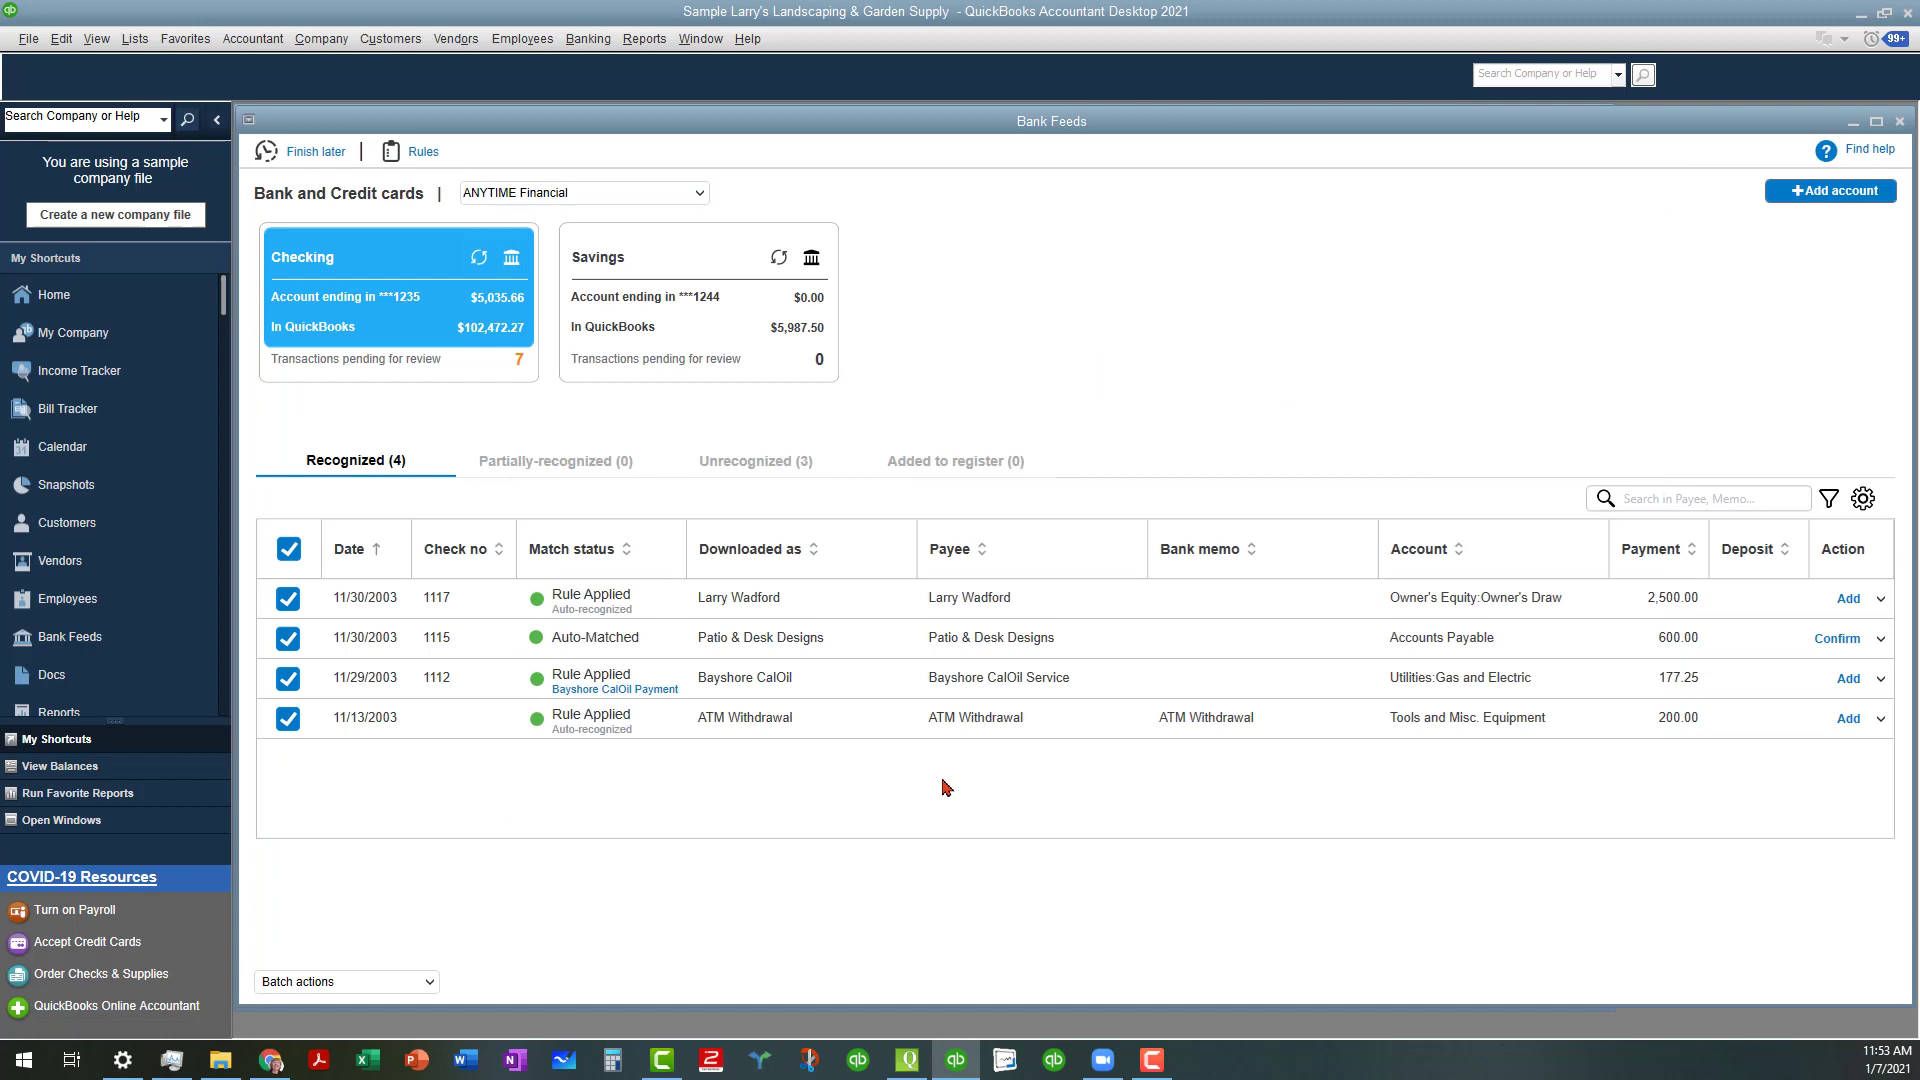 Sample Larry's Landscaping & Garden Supply - QuickBooks Accountant Desktop 2021
File Edit View Lists Favorites Accountant Company Customers Vendors Employees Banking Reports Window Help
99+
Search Company or Help
Search Company or Help
You are using a sample
company file
Create a new company file
My Shortcuts
Home
My Company
Income Tracker
Bill Tracker
Calendar
Snapshots
Customers
Vendors
Employees
Bank Feeds
Docs
Reports
My Shortcuts
View Balances
Run Favorite Reports
Open Windows
COVID-19 Resources
Turn on Payroll
Accept Credit Cards
Order Checks & Supplies
QuickBooks Online Accountant
Bank Feeds
Finish later | Rules
Find help
Bank and Credit cards | ANYTIME Financial
Add account
Checking
Account ending in ***1235 $5,035.66
In QuickBooks $102,472.27
Transactions pending for review 7
Savings
Account ending in ***1244 $0.00
In QuickBooks $5,987.50
Transactions pending for review 0
Recognized (4) Partially-recognized (0) Unrecognized (3) Added to register (0)
Search in Payee, Memo...
Date Check no Match status Downloaded as Payee Bank memo Account Payment Deposit Action
11/30/2003 1117 Rule Applied Larry Wadford Larry Wadford Owner's Equity:Owner's Draw 2,500.00 Add
Auto-recognized
11/30/2003 1115 Auto-Matched Patio & Desk Designs Patio & Desk Designs Accounts Payable 600.00 Confirm
11/29/2003 1112 Rule Applied Bayshore CalOil Bayshore CalOil Service Utilities:Gas and Electric 177.25 Add
Bayshore CalOil Payment
11/13/2003 Rule Applied ATM Withdrawal ATM Withdrawal ATM Withdrawal Tools and Misc. Equipment 200.00 Add
Auto-recognized
Batch actions
11:53 AM
1/7/2021